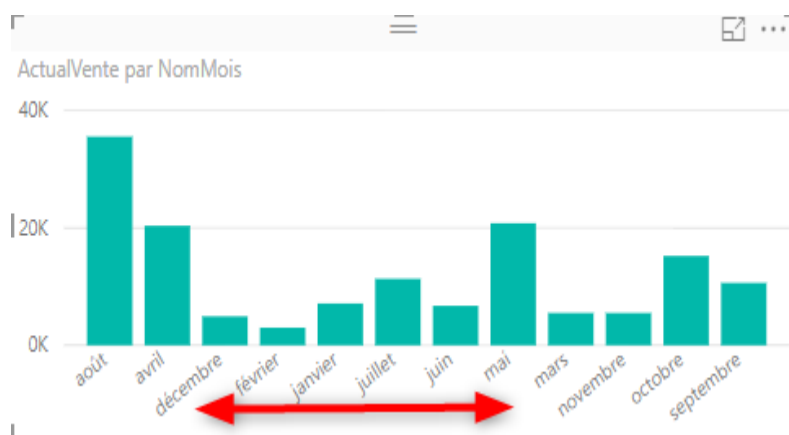 ActualVente par NomMois
40K
20K
0K
août avril décembre février janvier juillet juin mai mars novembre octobre septembre